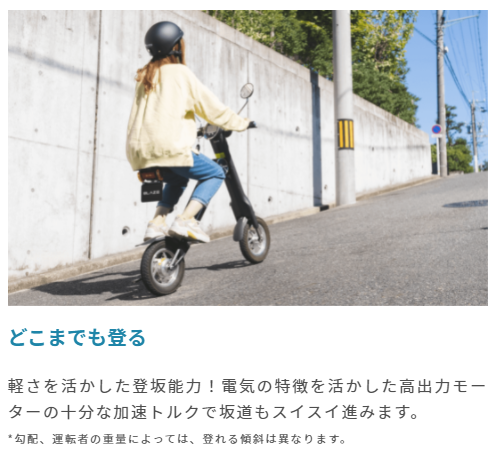 どこまでも登る
軽さを活かした登坂能力！電気の特徴を活かした高出力モー
ターの十分な加速トルクで坂道もスイスイ進みます。
*勾配、運転者の重量によっては、登れる傾斜は異なります。